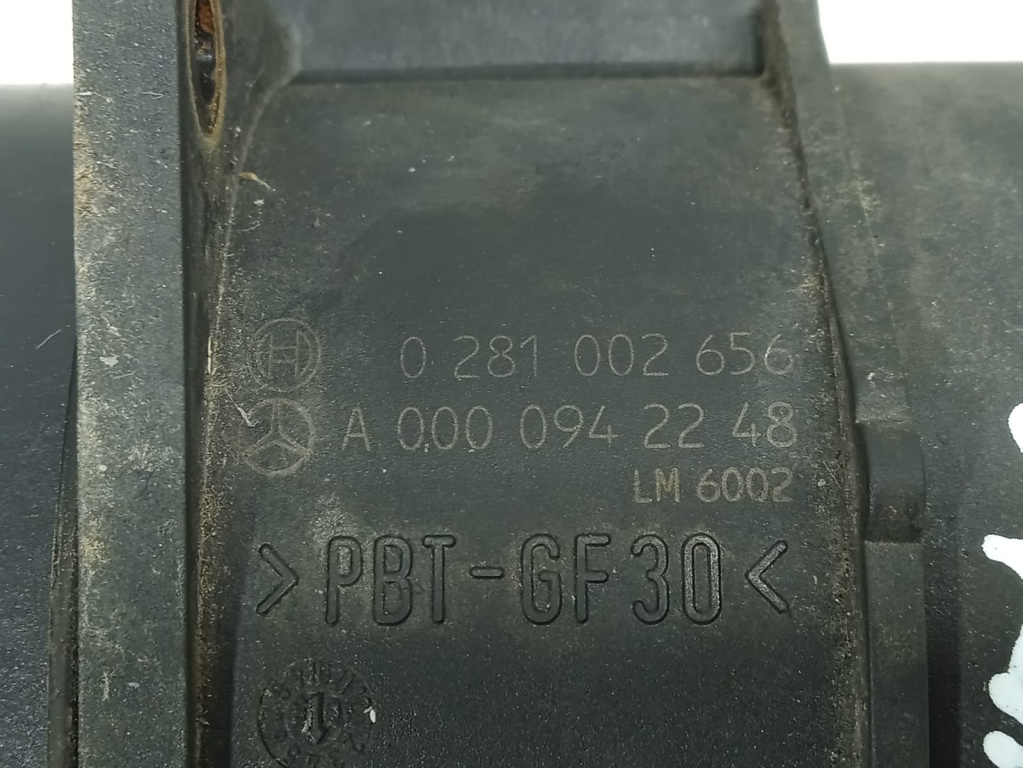 0 281 002 656
A 000 094 22 48
LM 6002
>PBT-GF30<